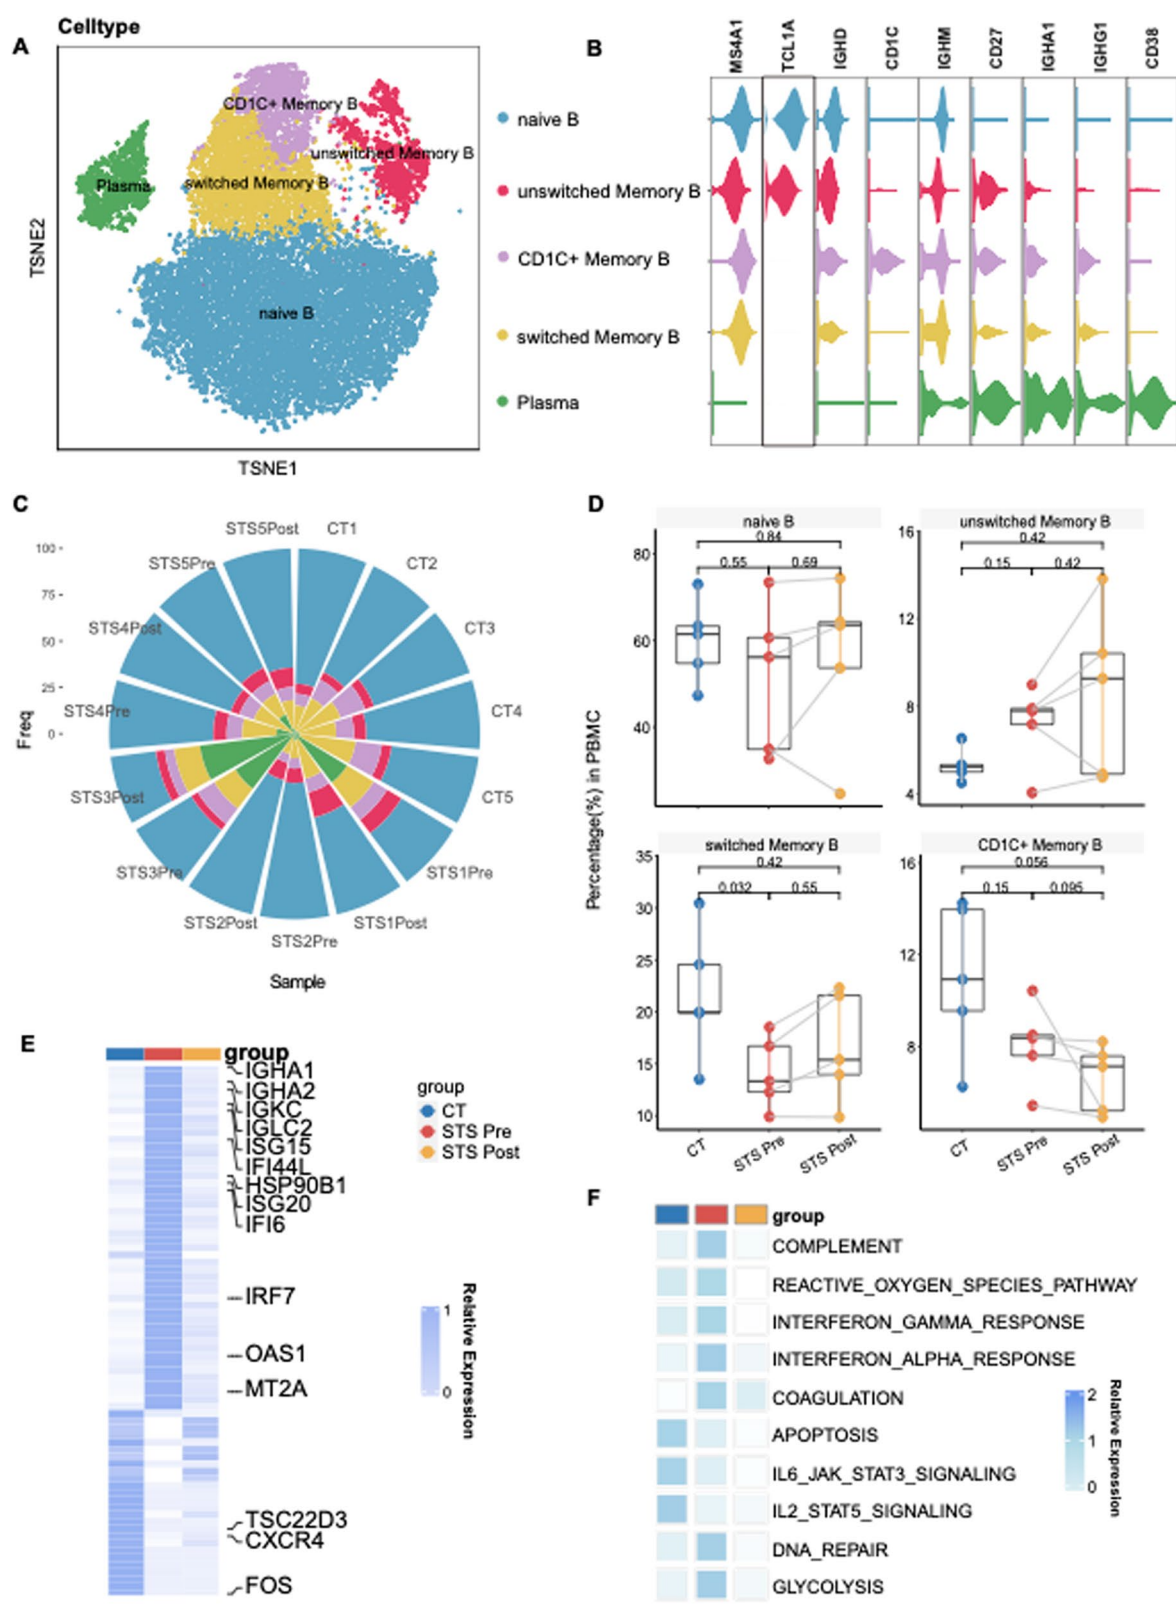 Celltype
A
CD1C+ Memory B
unswitched Memory B
Plasma
switched Memory B
naive B
TSNE2
TSNE1
B
MS4A1
TCL1A
IGHD
CD1C
IGHM
CD27
IGHA1
IGHG1
CD38
naive B
unswitched Memory B
CD1C+ Memory B
switched Memory B
Plasma
C
STS5Post
CT1
STS5Pre
CT2
STS4Post
CT3
STS4Pre
CT4
STS3Post
CT5
STS3Pre
STS1Pre
STS2Post
STS1Post
STS2Pre
100
75
50
25
0
Freq
Sample
D
Percentage(%) in PBMC
naive B
0.84
0.55
0.69
80
60
40
unswitched Memory B
0.42
0.15
0.42
16
12
8
4
switched Memory B
0.42
0.032
0.55
35
30
25
20
15
10
CT
STS Pre
STS Post
CD1C+ Memory B
0.056
0.15
0.095
16
12
8
CT
STS Pre
STS Post
E
group
IGHA1
IGHA2
IGKC
IGLC2
ISG15
IFI44L
HSP90B1
ISG20
IFI6
IRF7
OAS1
MT2A
TSC22D3
CXCR4
FOS
group
CT
STS Pre
STS Post
1
0
Relative Expression
F
group
COMPLEMENT
REACTIVE_OXYGEN_SPECIES_PATHWAY
INTERFERON_GAMMA_RESPONSE
INTERFERON_ALPHA_RESPONSE
COAGULATION
APOPTOSIS
IL6_JAK_STAT3_SIGNALING
IL2_STAT5_SIGNALING
DNA_REPAIR
GLYCOLYSIS
2
1
0
Relative Expression